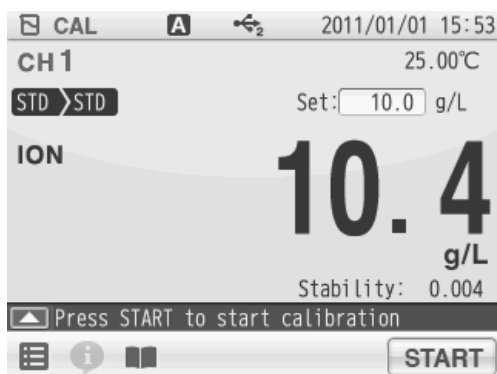 CAL A 2 2011/01/01 15:53
CH1 25.00℃
STD STD Set: 10.0 g/L
ION 10.4
g/L
Stability: 0.004
Press START to start calibration
START